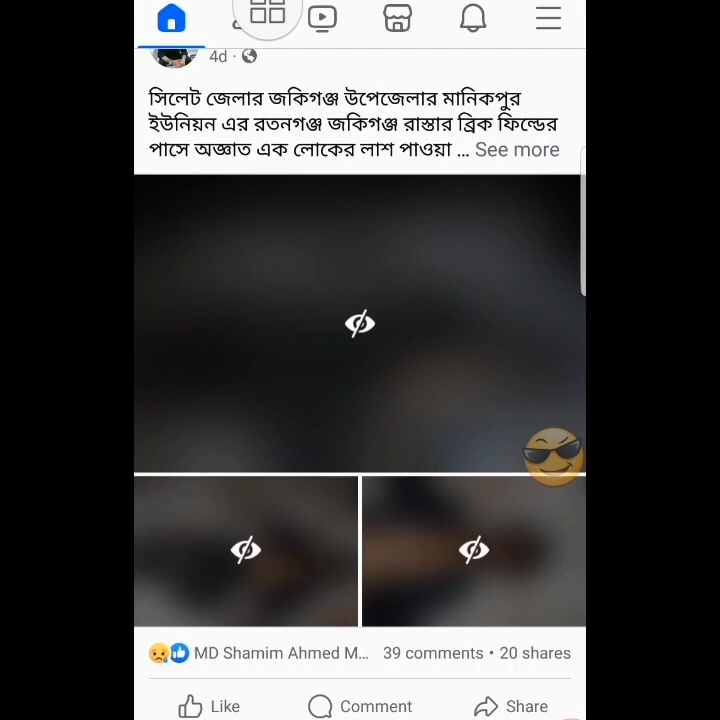 4d ·
সিলেট জেলার জকিগঞ্জ উপেজেলার মানিকপুর
ইউনিয়ন এর রতনগঞ্জ জকিগঞ্জ রাস্তার ব্রিক ফিল্ডের
পাসে অজ্ঞাত এক লোকের লাশ পাওয়া ... See more
MD Shamim Ahmed M... 39 comments • 20 shares
Like Comment Share